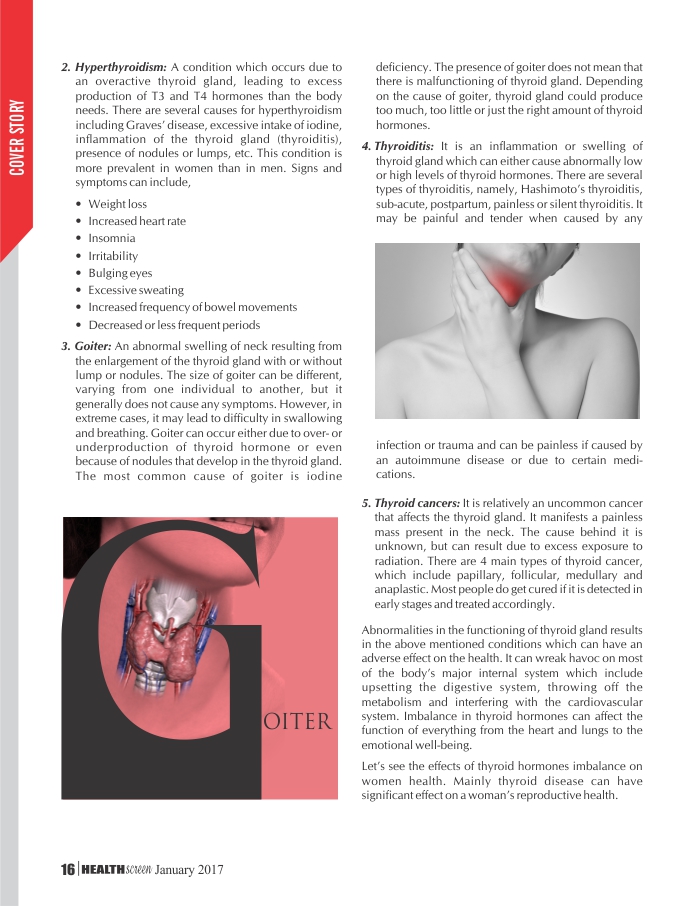 COVER STORY
2. Hyperthyroidism: A condition which occurs due to
an overactive thyroid gland, leading to excess
production of T3 and T4 hormones than the body
needs. There are several causes for hyperthyroidism
including Graves' disease, excessive intake of iodine,
inflammation of the thyroid gland (thyroiditis),
presence of nodules or lumps, etc. This condition is
more prevalent in women than in men. Signs and
symptoms can include,
• Weight loss
• Increased heart rate
• Insomnia
• Irritability
• Bulging eyes
• Excessive sweating
• Increased frequency of bowel movements
• Decreased or less frequent periods
3. Goiter: An abnormal swelling of neck resulting from
the enlargement of the thyroid gland with or without
lump or nodules. The size of goiter can be different,
varying from one individual to another, but it
generally does not cause any symptoms. However, in
extreme cases, it may lead to difficulty in swallowing
and breathing. Goiter can occur either due to over- or
underproduction of thyroid hormone or even
because of nodules that develop in the thyroid gland.
The most common cause of goiter is iodine
GOITER
deficiency. The presence of goiter does not mean that
there is malfunctioning of thyroid gland. Depending
on the cause of goiter, thyroid gland could produce
too much, too little or just the right amount of thyroid
hormones.
4. Thyroiditis: It is an inflammation or swelling of
thyroid gland which can either cause abnormally low
or high levels of thyroid hormones. There are several
types of thyroiditis, namely, Hashimoto's thyroiditis,
sub-acute, postpartum, painless or silent thyroiditis. It
may be painful and tender when caused by any
infection or trauma and can be painless if caused by
an autoimmune disease or due to certain medi-
cations.
5. Thyroid cancers: It is relatively an uncommon cancer
that affects the thyroid gland. It manifests a painless
mass present in the neck. The cause behind it is
unknown, but can result due to excess exposure to
radiation. There are 4 main types of thyroid cancer,
which include papillary, follicular, medullary and
anaplastic. Most people do get cured if it is detected in
early stages and treated accordingly.
Abnormalities in the functioning of thyroid gland results
in the above mentioned conditions which can have an
adverse effect on the health. It can wreak havoc on most
of the body's major internal system which include
upsetting the digestive system, throwing off the
metabolism and interfering with the cardiovascular
system. Imbalance in thyroid hormones can affect the
function of everything from the heart and lungs to the
emotional well-being.
Let's see the effects of thyroid hormones imbalance on
women health. Mainly thyroid disease can have
significant effect on a woman's reproductive health.
16 | HEALTHscreen January 2017